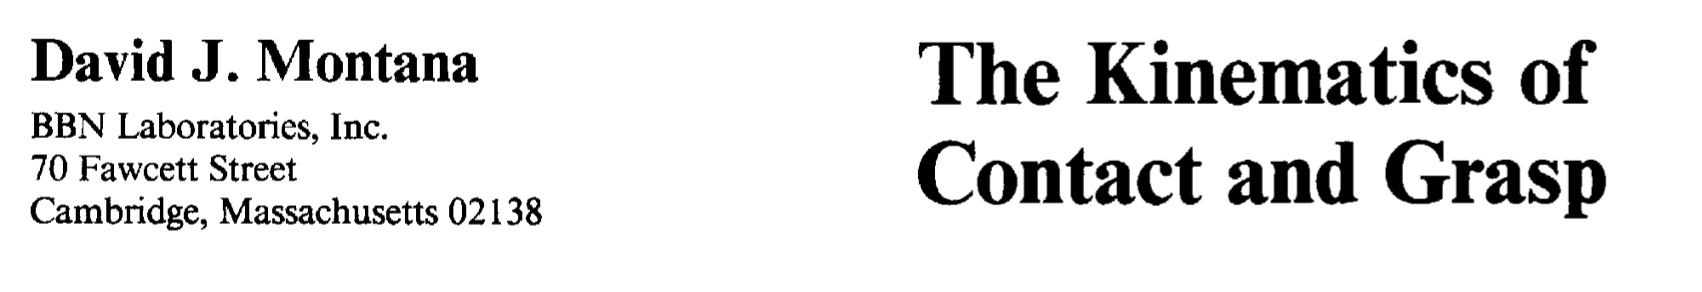 David J. Montana
BBN Laboratories, Inc.
70 Fawcett Street
Cambridge, Massachusetts 02138
The Kinematics of
Contact and Grasp